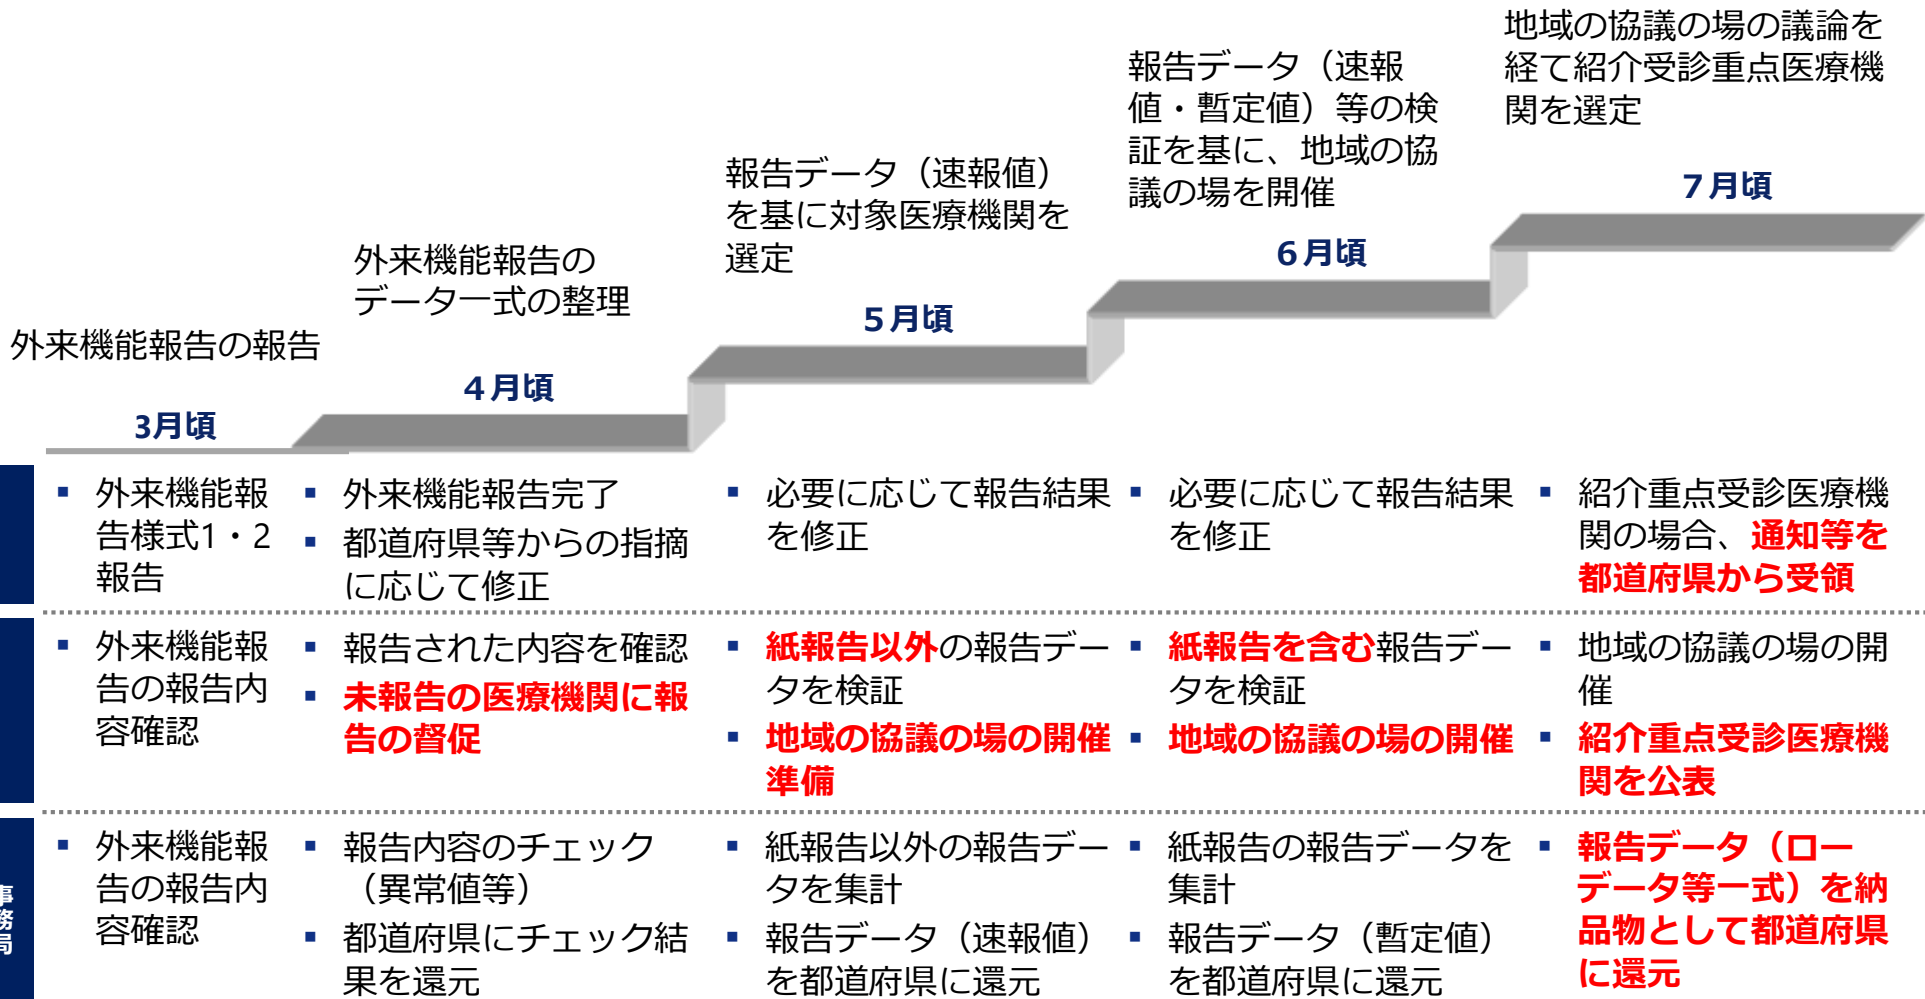 外来機能報告の報告
3月頃
外来機能報告の
データ一式の整理
４月頃
報告データ（速報値）
を基に対象医療機関を
選定
５月頃
報告データ（速報
値・暫定値）等の検
証を基に、地域の協
議の場を開催
６月頃
地域の協議の場の議論を
経て紹介受診重点医療機
関を選定
７月頃
▪ 外来機能報
告様式1・2
報告
▪ 外来機能報告完了
▪ 都道府県等からの指摘
に応じて修正
▪ 必要に応じて報告結果
を修正
▪ 必要に応じて報告結果
を修正
▪ 紹介重点受診医療機
関の場合、通知等を
都道府県から受領
▪ 外来機能報
告の報告内
容確認
▪ 報告された内容を確認
▪ 未報告の医療機関に報
告の督促
▪ 紙報告以外の報告デー
タを検証
▪ 地域の協議の場の開催
準備
▪ 紙報告を含む報告デー
タを検証
▪ 地域の協議の場の開催
▪ 地域の協議の場の開
催
▪ 紹介重点受診医療機
関を公表
事務局
▪ 外来機能報
告の報告内
容確認
▪ 報告内容のチェック
（異常値等）
▪ 都道府県にチェック結
果を還元
▪ 紙報告以外の報告デー
タを集計
▪ 報告データ（速報値）
を都道府県に還元
▪ 紙報告の報告データを
集計
▪ 報告データ（暫定値）
を都道府県に還元
▪ 報告データ（ロー
データ等一式）を納
品物として都道府県
に還元